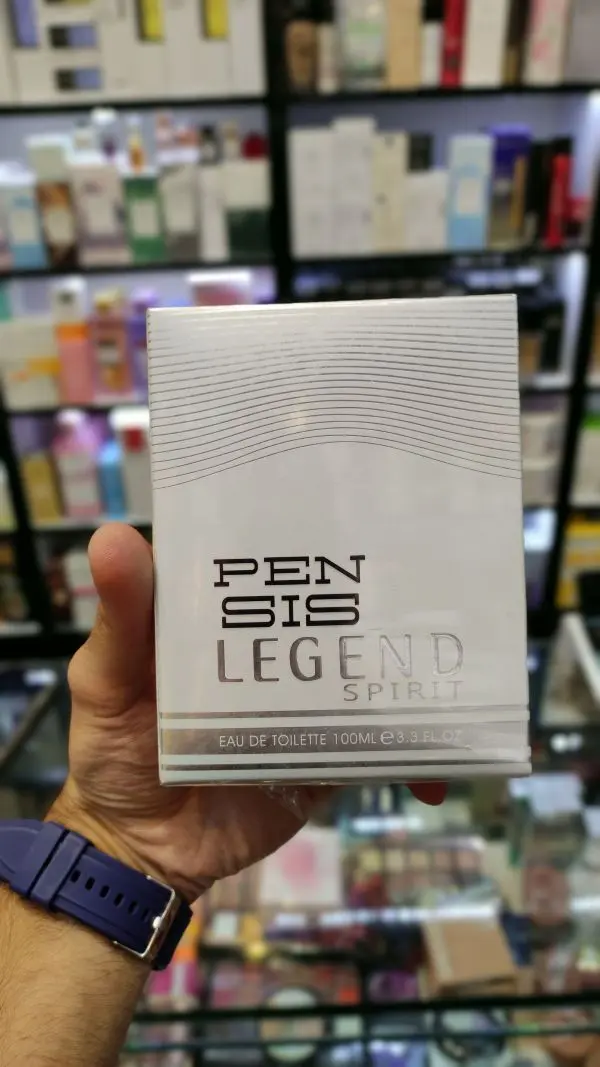 PEN
SIS
LEGEND
SPIRIT
EAU DE TOILETTE 100ML e 3.3 FL.OZ